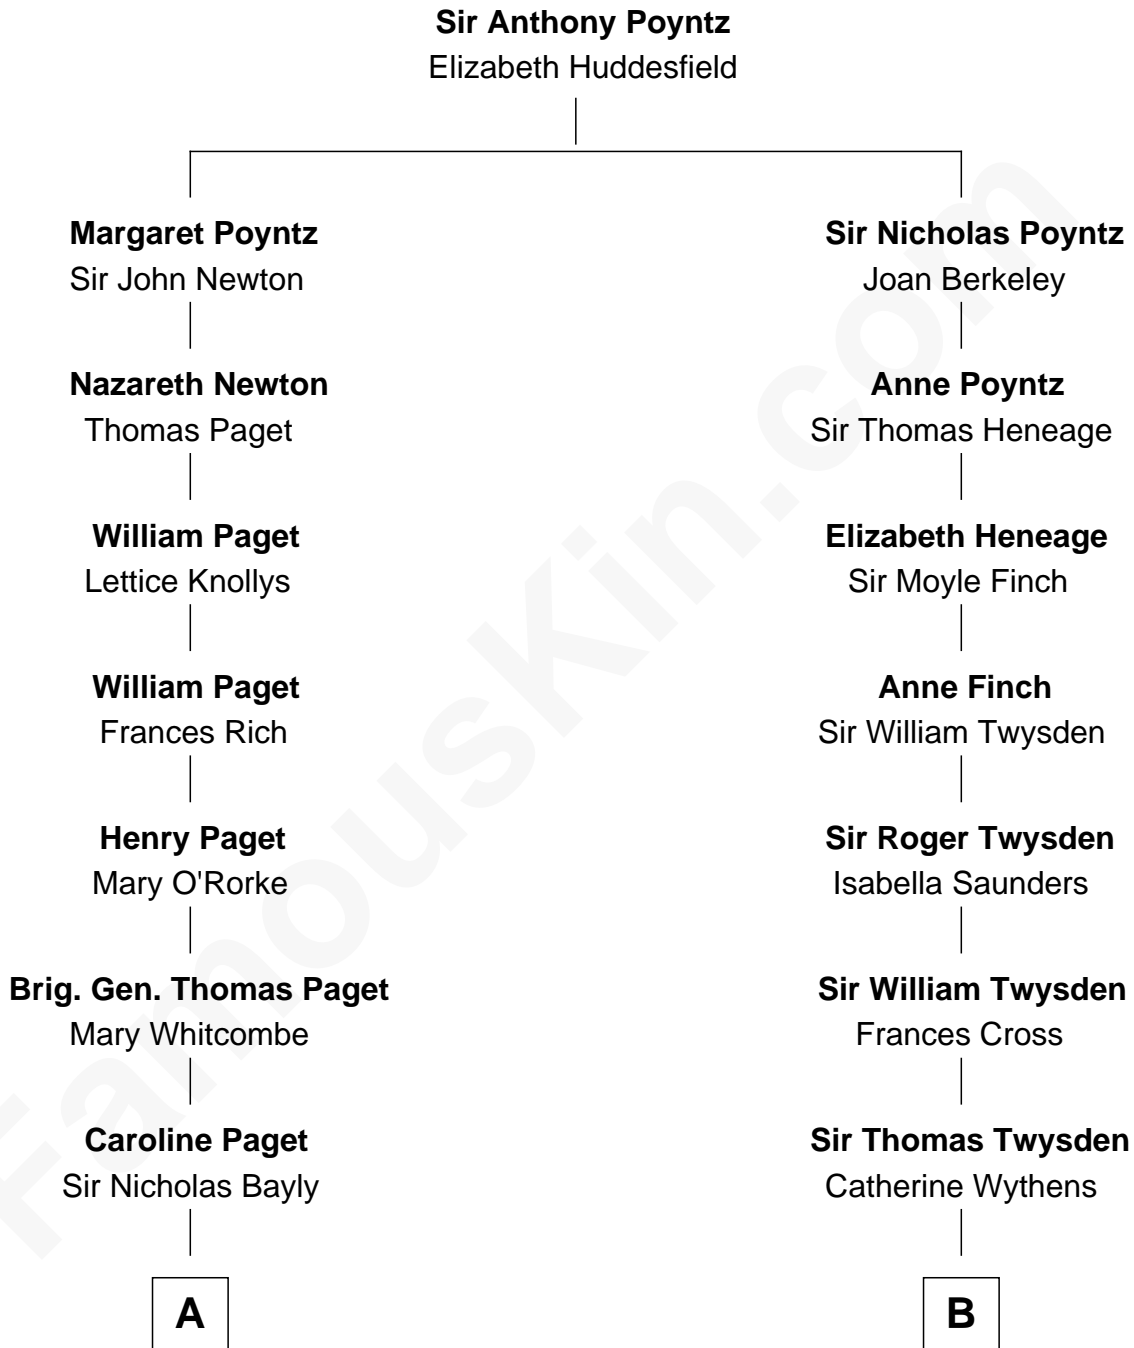 Sir Anthony Poyntz
Elizabeth Huddesfield
Margaret Poyntz
Sir John Newton
Nazareth Newton
Thomas Paget
William Paget
Lettice Knollys
William Paget
Frances Rich
Henry Paget
Mary O'Rorke
Brig. Gen. Thomas Paget
Mary Whitcombe
Caroline Paget
Sir Nicholas Bayly
A
Sir Nicholas Poyntz
Joan Berkeley
Anne Poyntz
Sir Thomas Heneage
Elizabeth Heneage
Sir Moyle Finch
Anne Finch
Sir William Twysden
Sir Roger Twysden
Isabella Saunders
Sir William Twysden
Frances Cross
Sir Thomas Twysden
Catherine Wythens
B
FamousKin.com